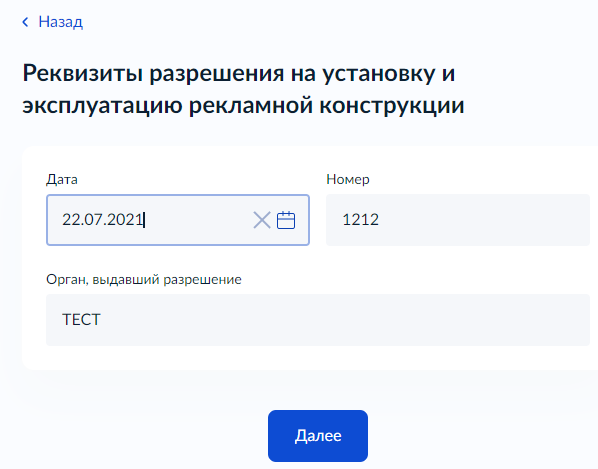 Назад
Реквизиты разрешения на установку и
эксплуатацию рекламной конструкции
Дата
Номер
22.07.2021
1212
Орган, выдавший разрешение
ТЕСТ
Далее